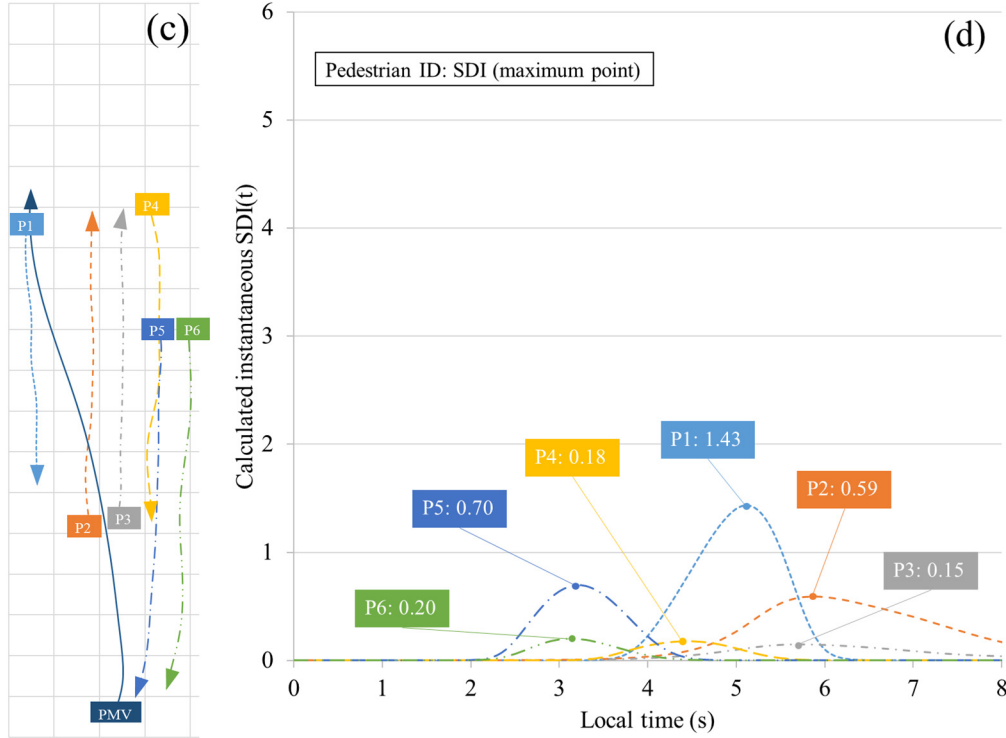 (c)
P1
P4
P5
P6
P2
P3
PMV
(d)
Pedestrian ID: SDI (maximum point)
Calculated instantaneous SDI(t)
6
5
4
3
2
1
0
P1: 1.43
P4: 0.18
P2: 0.59
P5: 0.70
P3: 0.15
P6: 0.20
0 1 2 3 4 5 6 7 8
Local time (s)